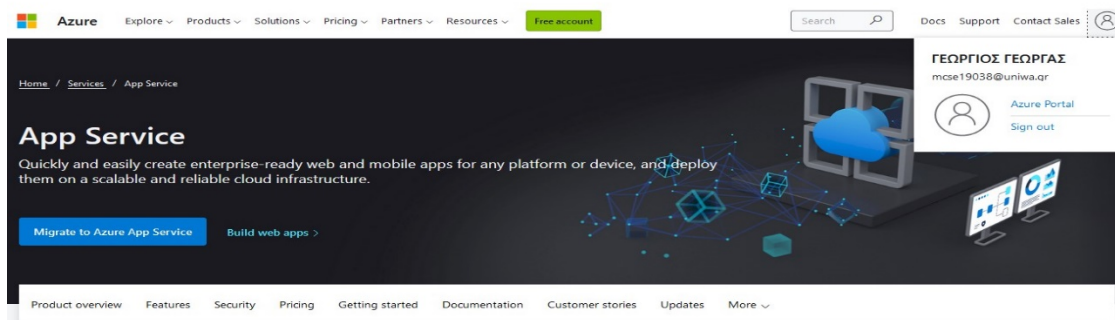 Azure Explore Products Solutions Pricing Partners Resources Free account Search Docs Support Contact Sales
ΓΕΩΡΓΙΟΣ ΓΕΩΡΓΑΣ
mcse19038@uniwa.gr
Azure Portal
Sign out
Home / Services / App Service
App Service
Quickly and easily create enterprise-ready web and mobile apps for any platform or device, and deploy
them on a scalable and reliable cloud infrastructure.
Migrate to Azure App Service Build web apps >
Product overview Features Security Pricing Getting started Documentation Customer stories Updates More